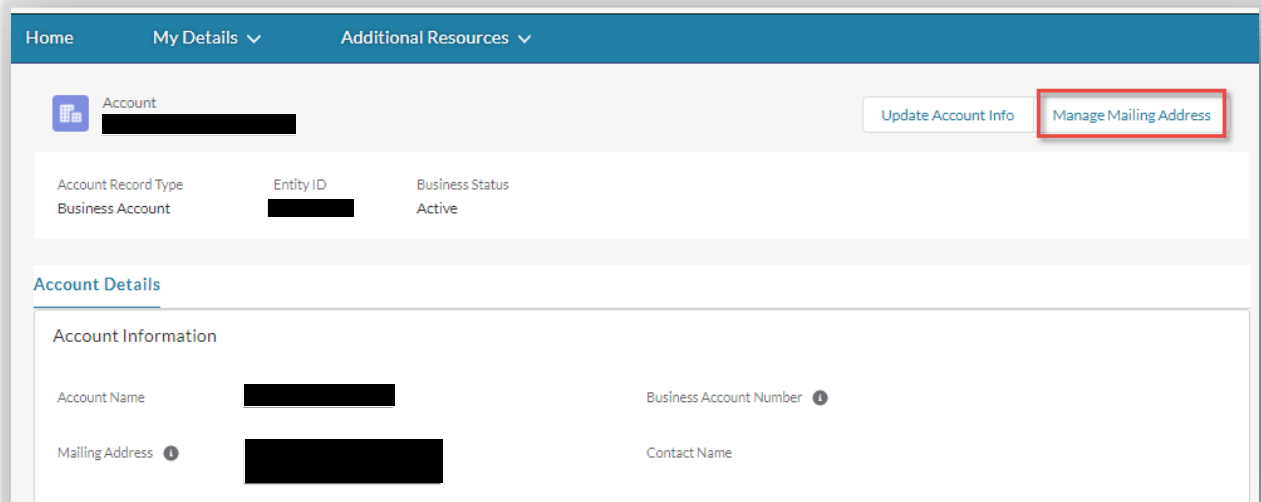 Home My Details Additional Resources
Account
Update Account Info Manage Mailing Address
Account Record Type Entity ID Business Status
Business Account Active
Account Details
Account Information
Account Name Business Account Number
Mailing Address Contact Name